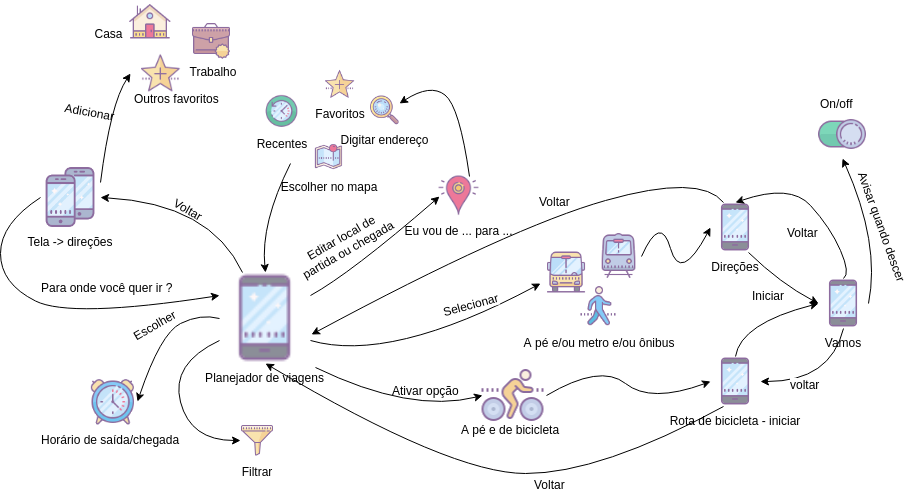 Casa
Trabalho
Outros favoritos
Adicionar
Favoritos
Recentes
Digitar endereço
Escolher no mapa
On/off
Avisar quando descer
Voltar
Tela -> direções
Para onde você quer ir ?
Editar local de
partida ou chegada
Eu vou de ... para ...
Voltar
Direções
Voltar
Iniciar
Selecionar
A pé e/ou metro e/ou ônibus
Vamos
Escolher
Planejador de viagens
Ativar opção
voltar
Horário de saída/chegada
A pé e de bicicleta
Rota de bicicleta - iniciar
Filtrar
Voltar